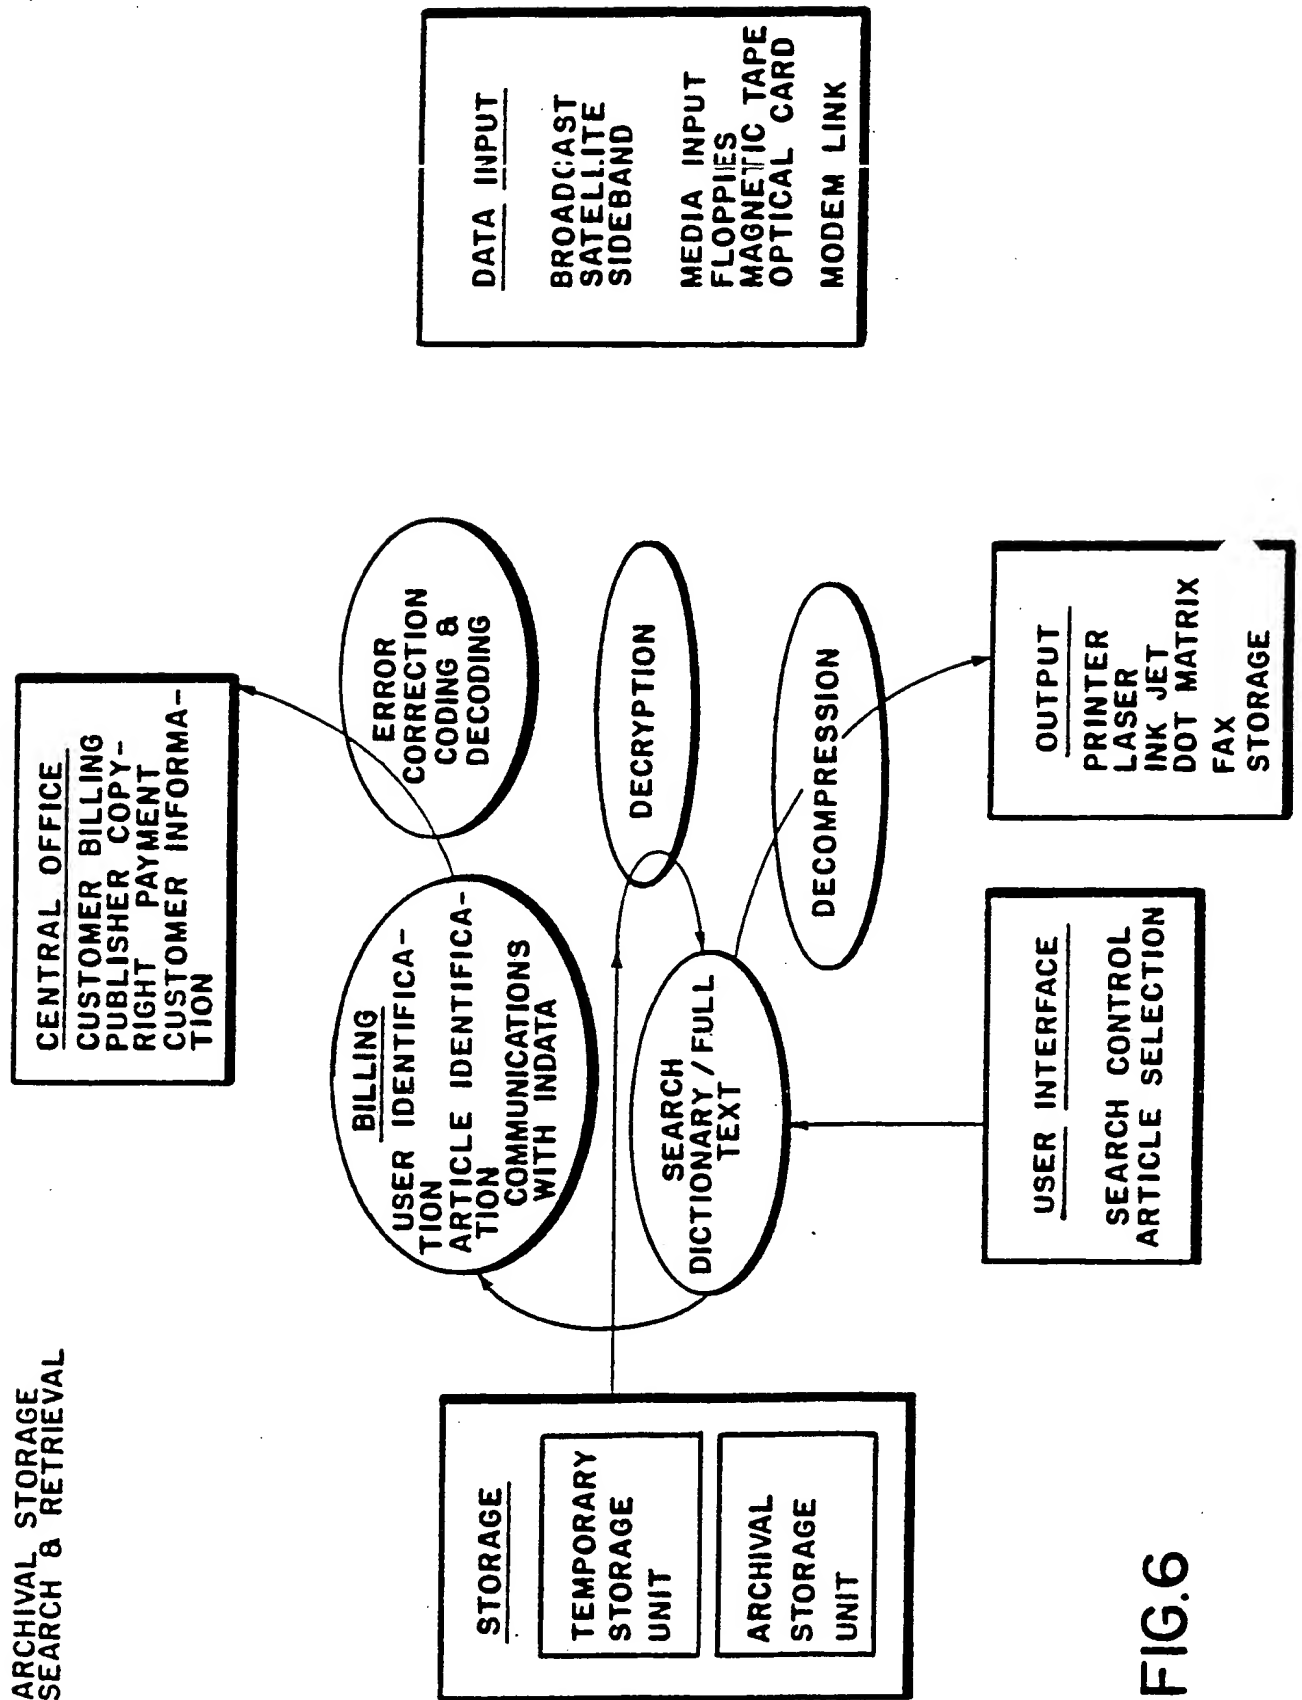 ARCHIVAL STORAGE
SEARCH & RETRIEVAL
CENTRAL OFFICE
CUSTOMER BILLING
PUBLISHER COPY-
RIGHT PAYMENT
CUSTOMER INFORMA-
TION
BILLING
USER IDENTIFICA-
TION
ARTICLE IDENTIFICA-
TION
COMMUNICATIONS
WITH INDATA
ERROR
CORRECTION
CODING &
DECODING
DATA INPUT
BROADCAST
SATELLITE
SIDEBAND
MEDIA INPUT
FLOPPIES
MAGNETIC TAPE
OPTICAL CARD
MODEM LINK
STORAGE
TEMPORARY
STORAGE
UNIT
ARCHIVAL
STORAGE
UNIT
DECRYPTION
SEARCH
DICTIONARY/FULL
TEXT
DECOMPRESSION
USER INTERFACE
SEARCH CONTROL
ARTICLE SELECTION
OUTPUT
PRINTER
LASER
INK JET
DOT MATRIX
FAX
STORAGE
FIG.6